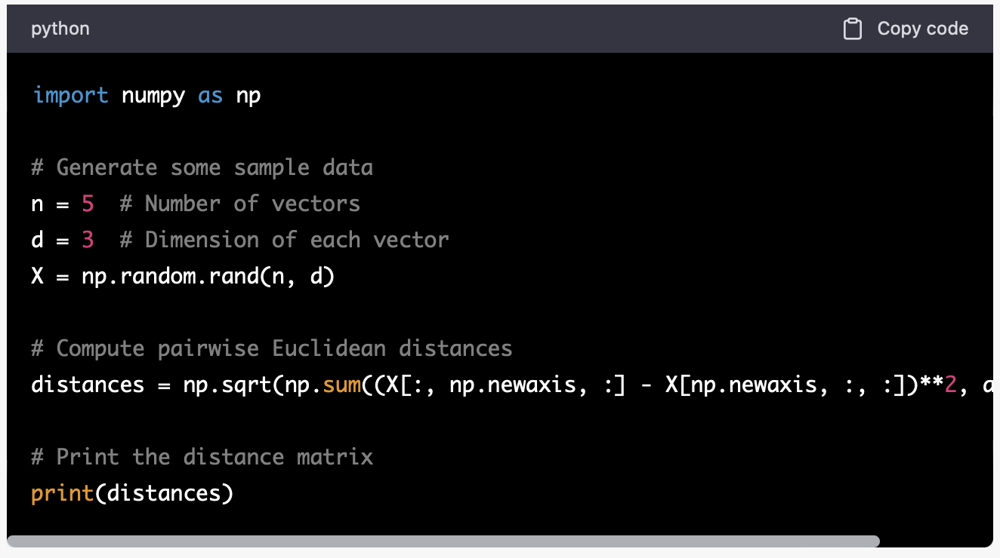 python
Copy code
import numpy as np
# Generate some sample data
n = 5  # Number of vectors
d = 3  # Dimension of each vector
X = np.random.rand(n, d)
# Compute pairwise Euclidean distances
distances = np.sqrt(np.sum((X[:, np.newaxis, :] - X[np.newaxis, :, :])**2,
# Print the distance matrix
print(distances)